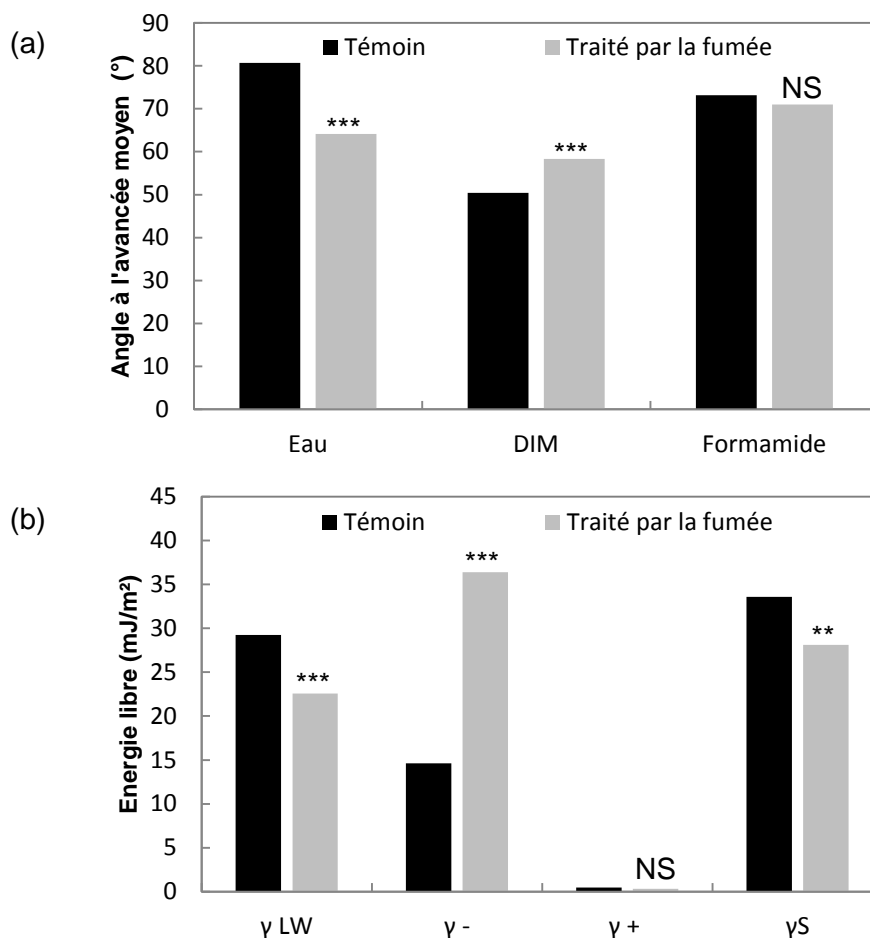 (a)
Angle à l'avancée moyen (°)
90
80
70
60
50
40
30
20
10
0
Témoin
Traité par la fumée
***
***
NS
Eau
DIM
Formamide
(b)
Energie libre (mJ/m²)
45
40
35
30
25
20
15
10
5
0
Témoin
Traité par la fumée
***
***
NS
**
γ LW
γ -
γ +
γS